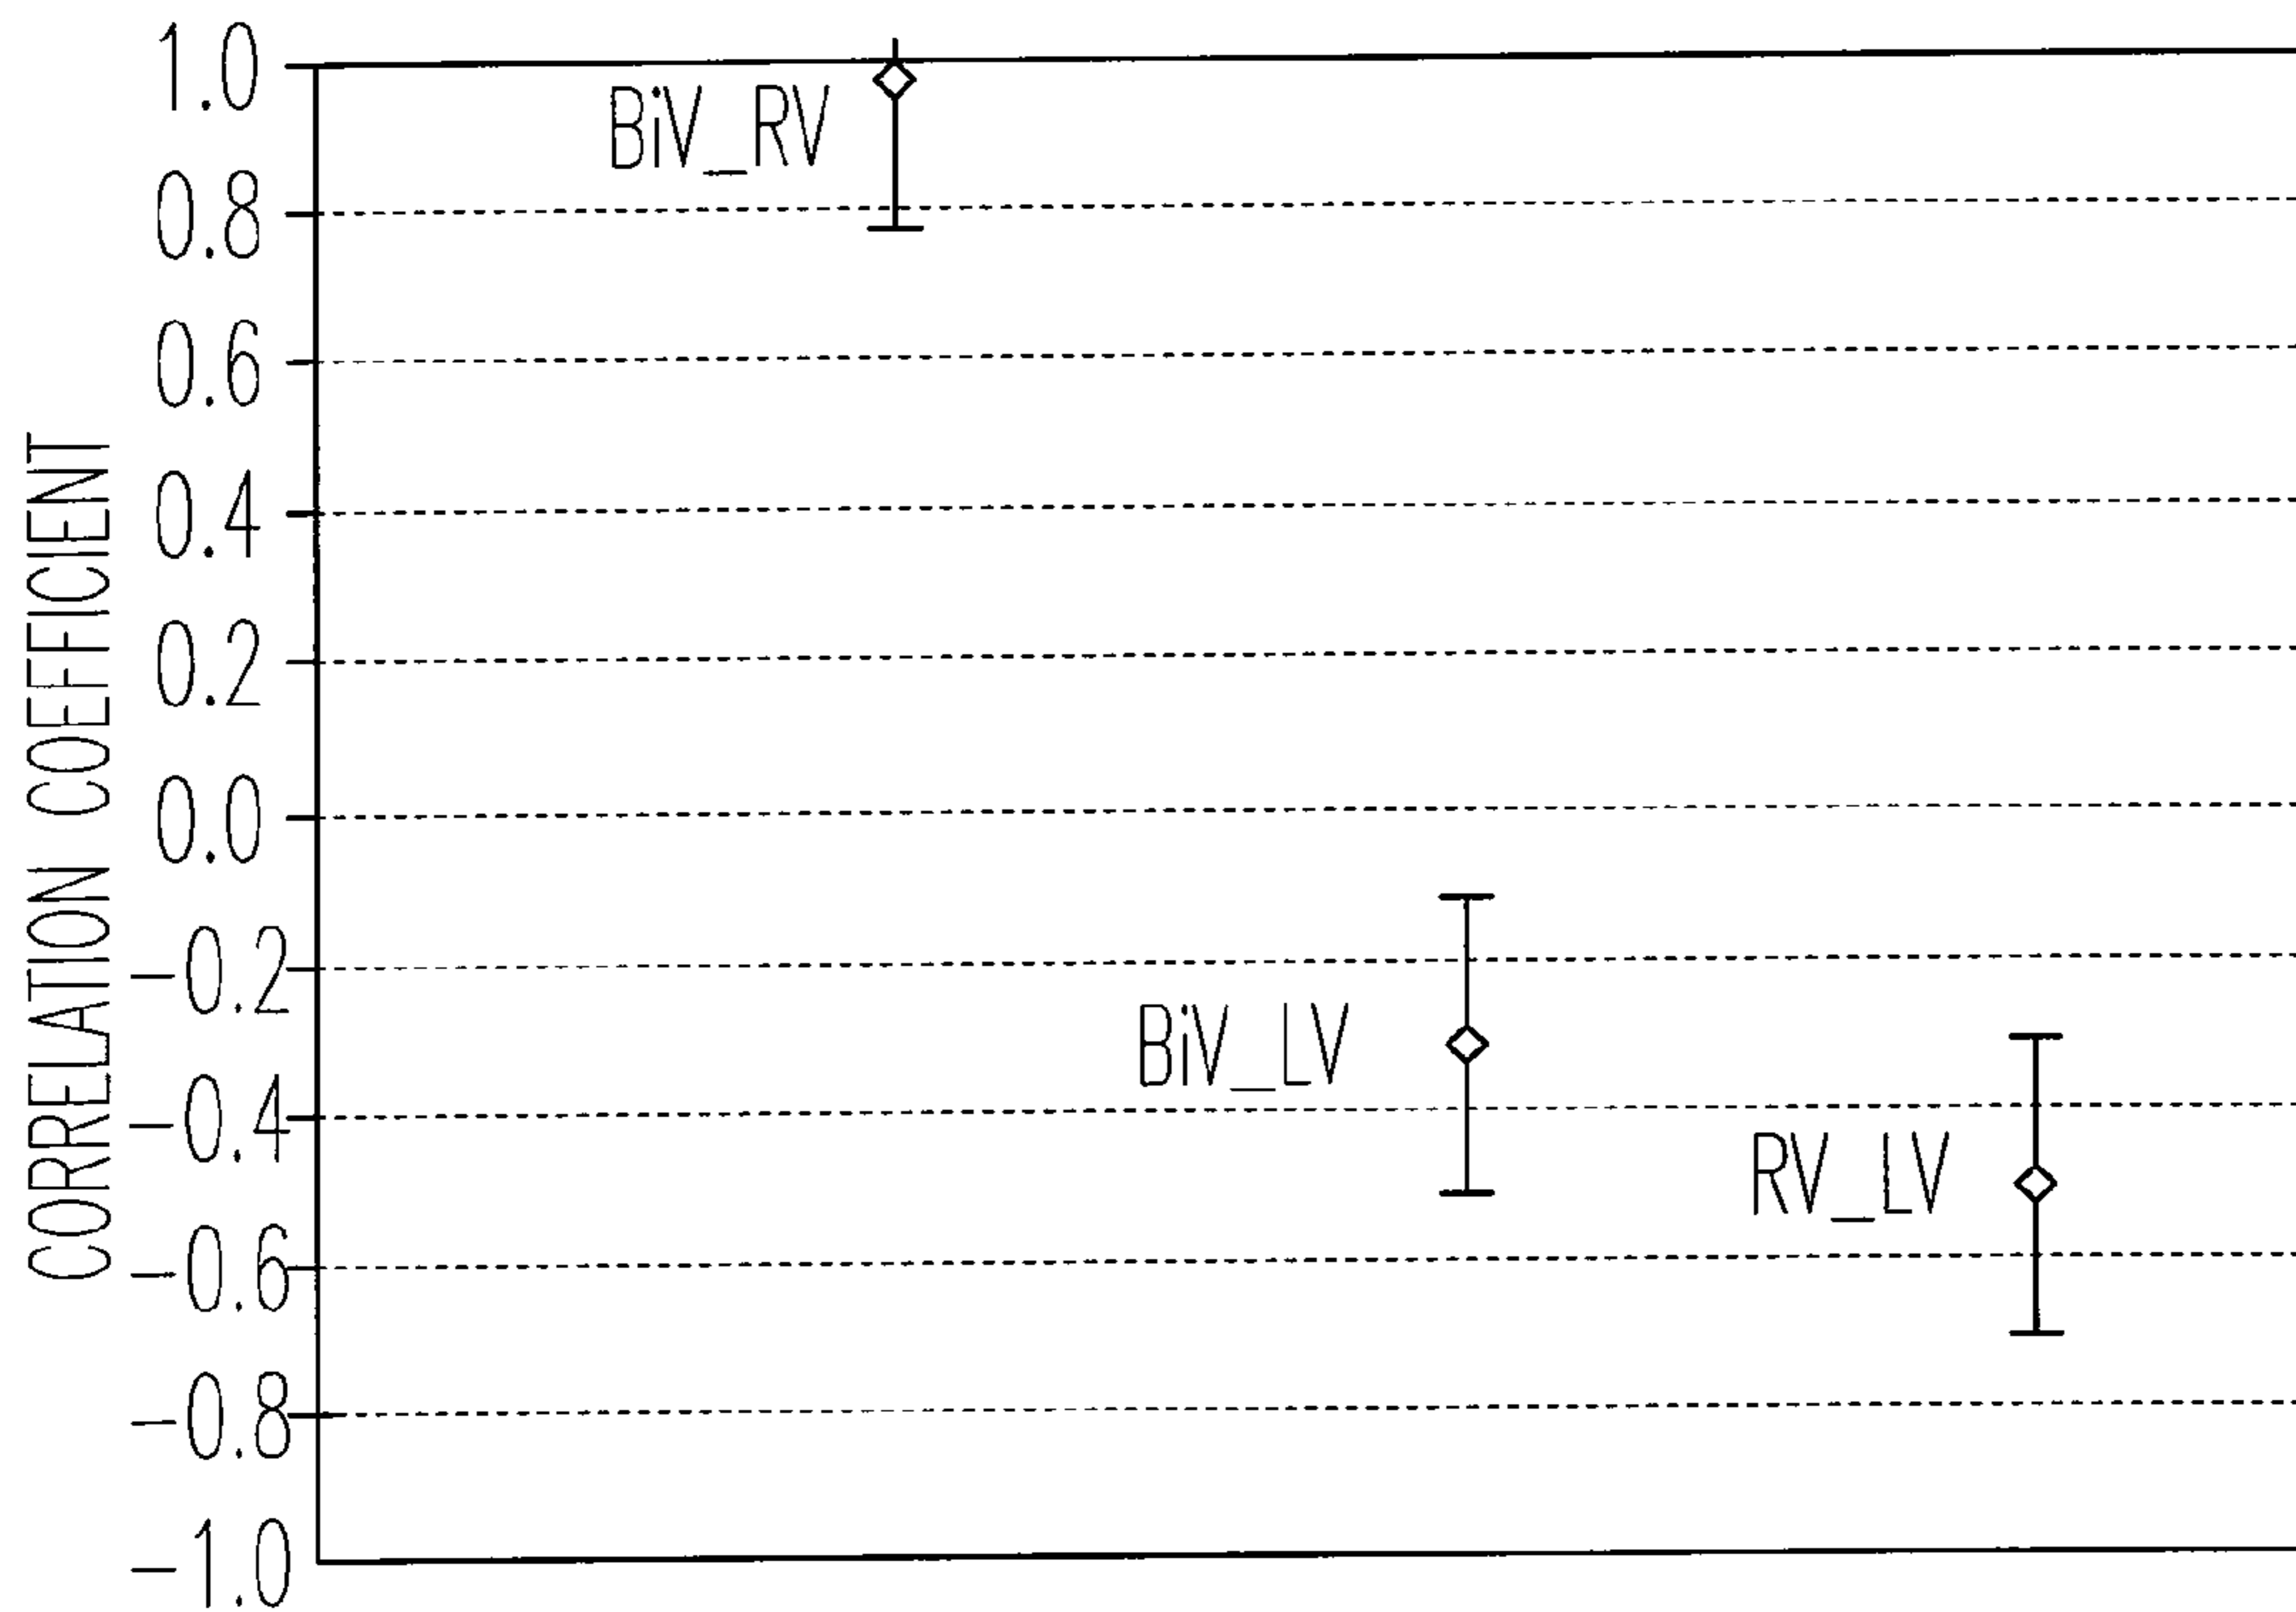 CORRELATION COEFFICIENT
1.0
0.8
0.6
0.4
0.2
0.0
-0.2
-0.4
-0.6
-0.8
-1.0
BiV_RV
BiV_LV
RV_LV